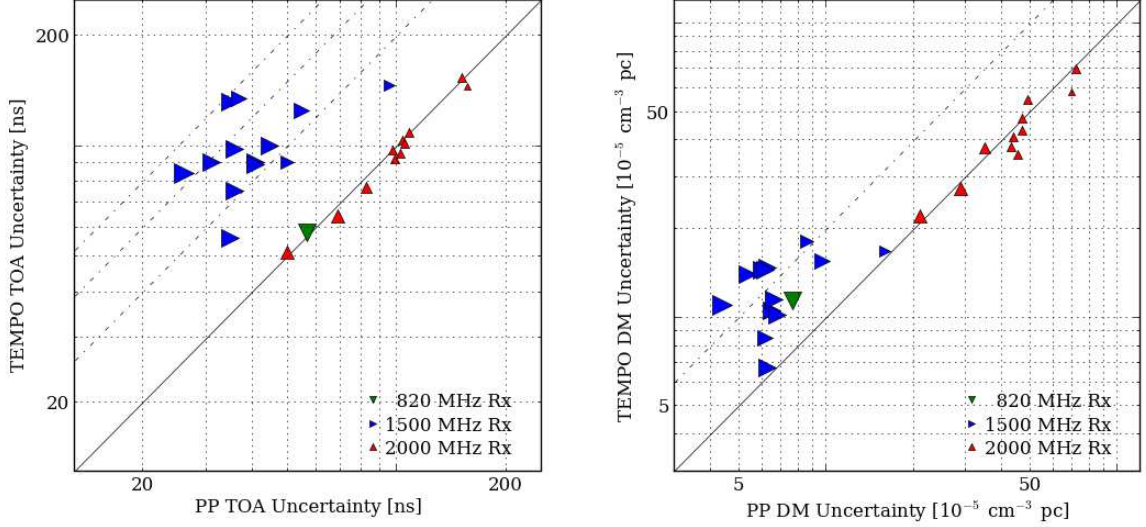 200
20
TEMPO TOA Uncertainty [ns]
820 MHz Rx
1500 MHz Rx
2000 MHz Rx
20
200
PP TOA Uncertainty [ns]
50
5
TEMPO DM Uncertainty [10⁻⁵ cm⁻³ pc]
820 MHz Rx
1500 MHz Rx
2000 MHz Rx
5
50
PP DM Uncertainty [10⁻⁵ cm⁻³ pc]